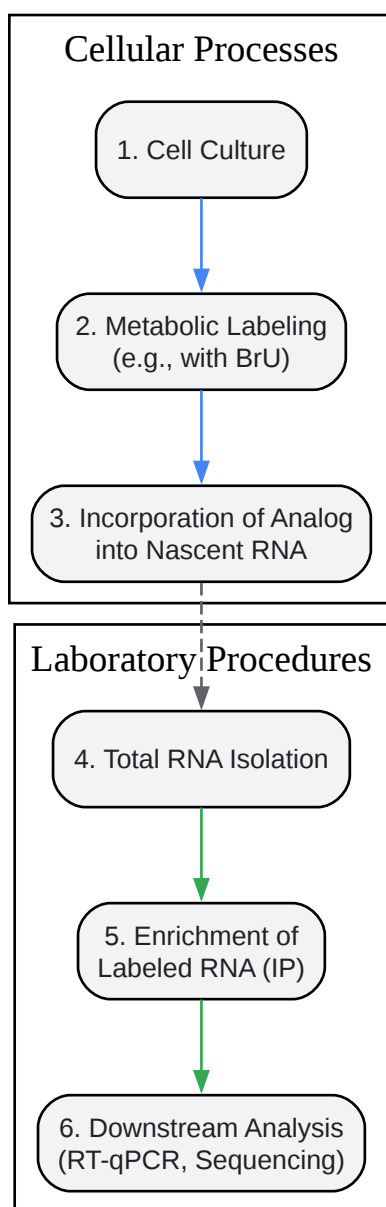 Cellular Processes
1. Cell Culture
2. Metabolic Labeling
(e.g., with BrU)
3. Incorporation of Analog
into Nascent RNA
Laboratory Procedures
4. Total RNA Isolation
5. Enrichment of
Labeled RNA (IP)
6. Downstream Analysis
(RT-qPCR, Sequencing)